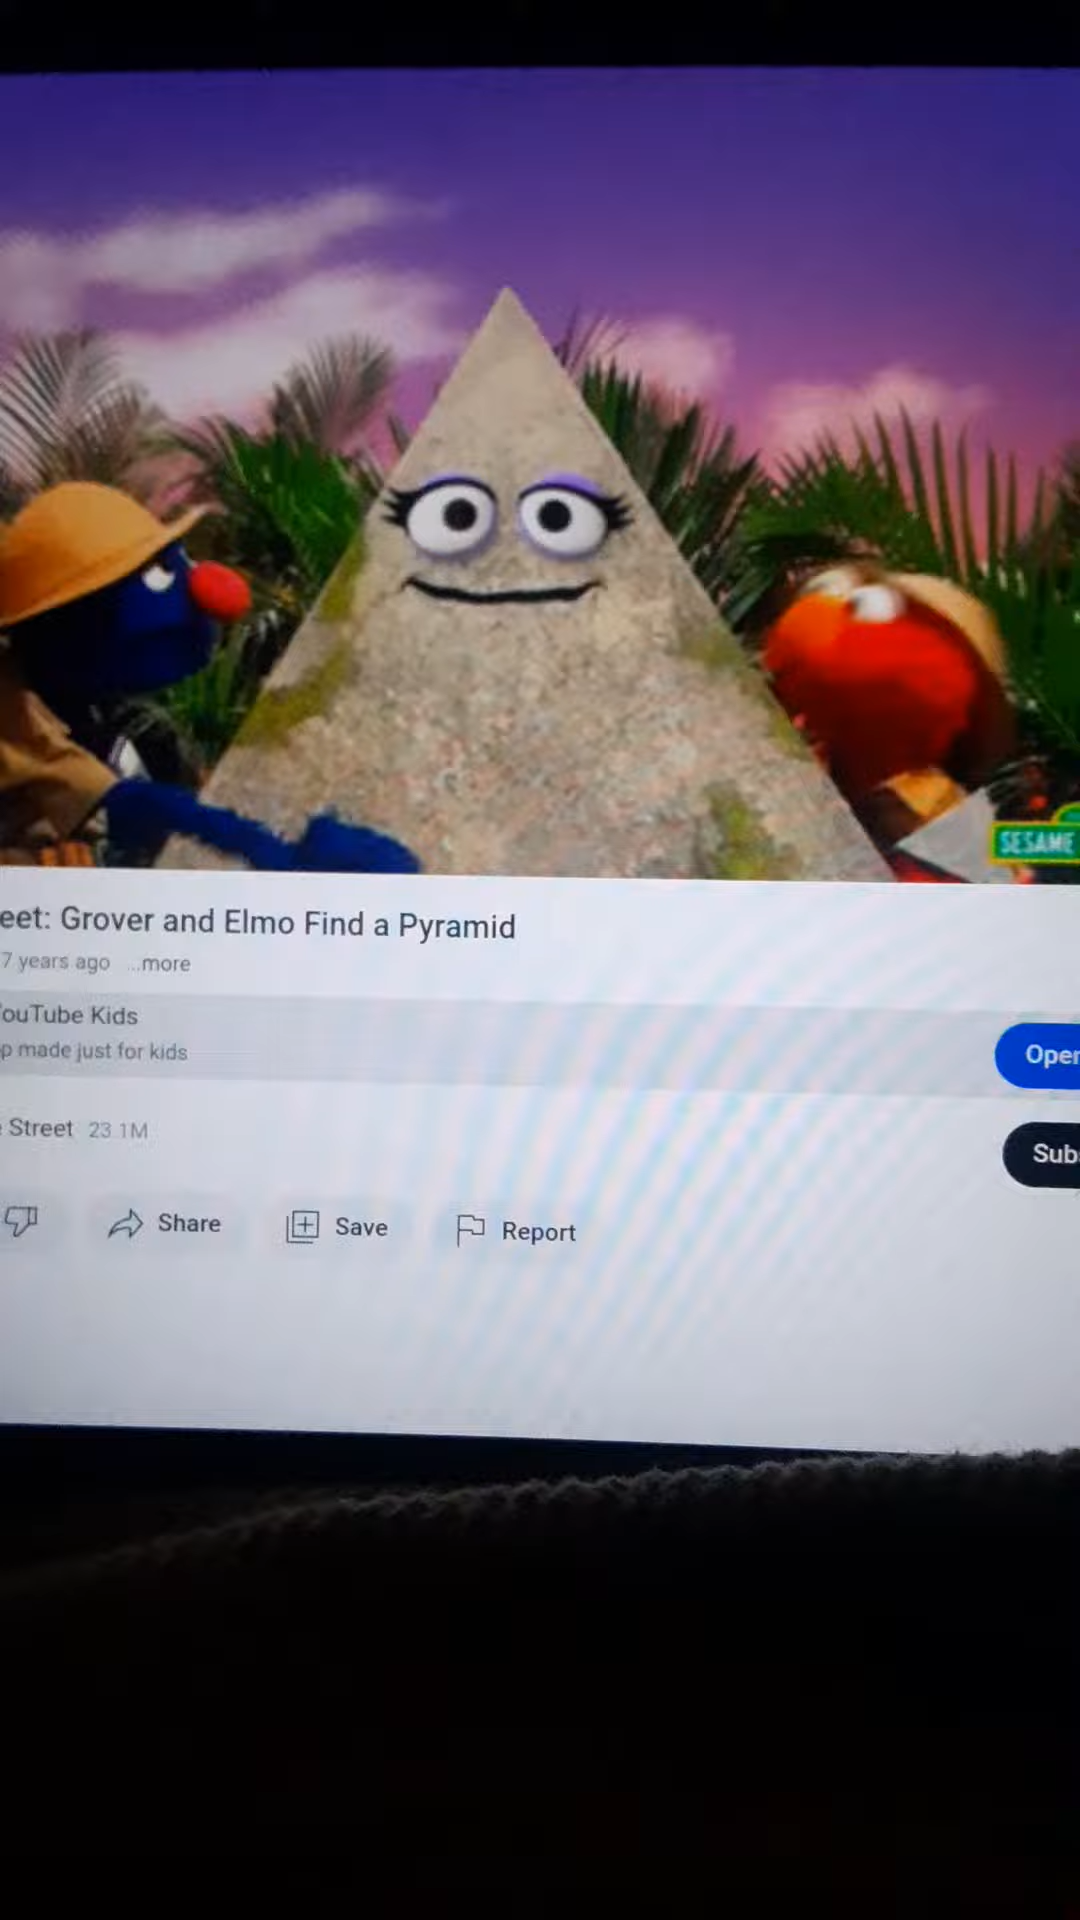 SESAME
eet: Grover and Elmo Find a Pyramid
7 years ago ...more
ouTube Kids
p made just for kids
Open
Street 23.1M
Sub
Share
Save
Report